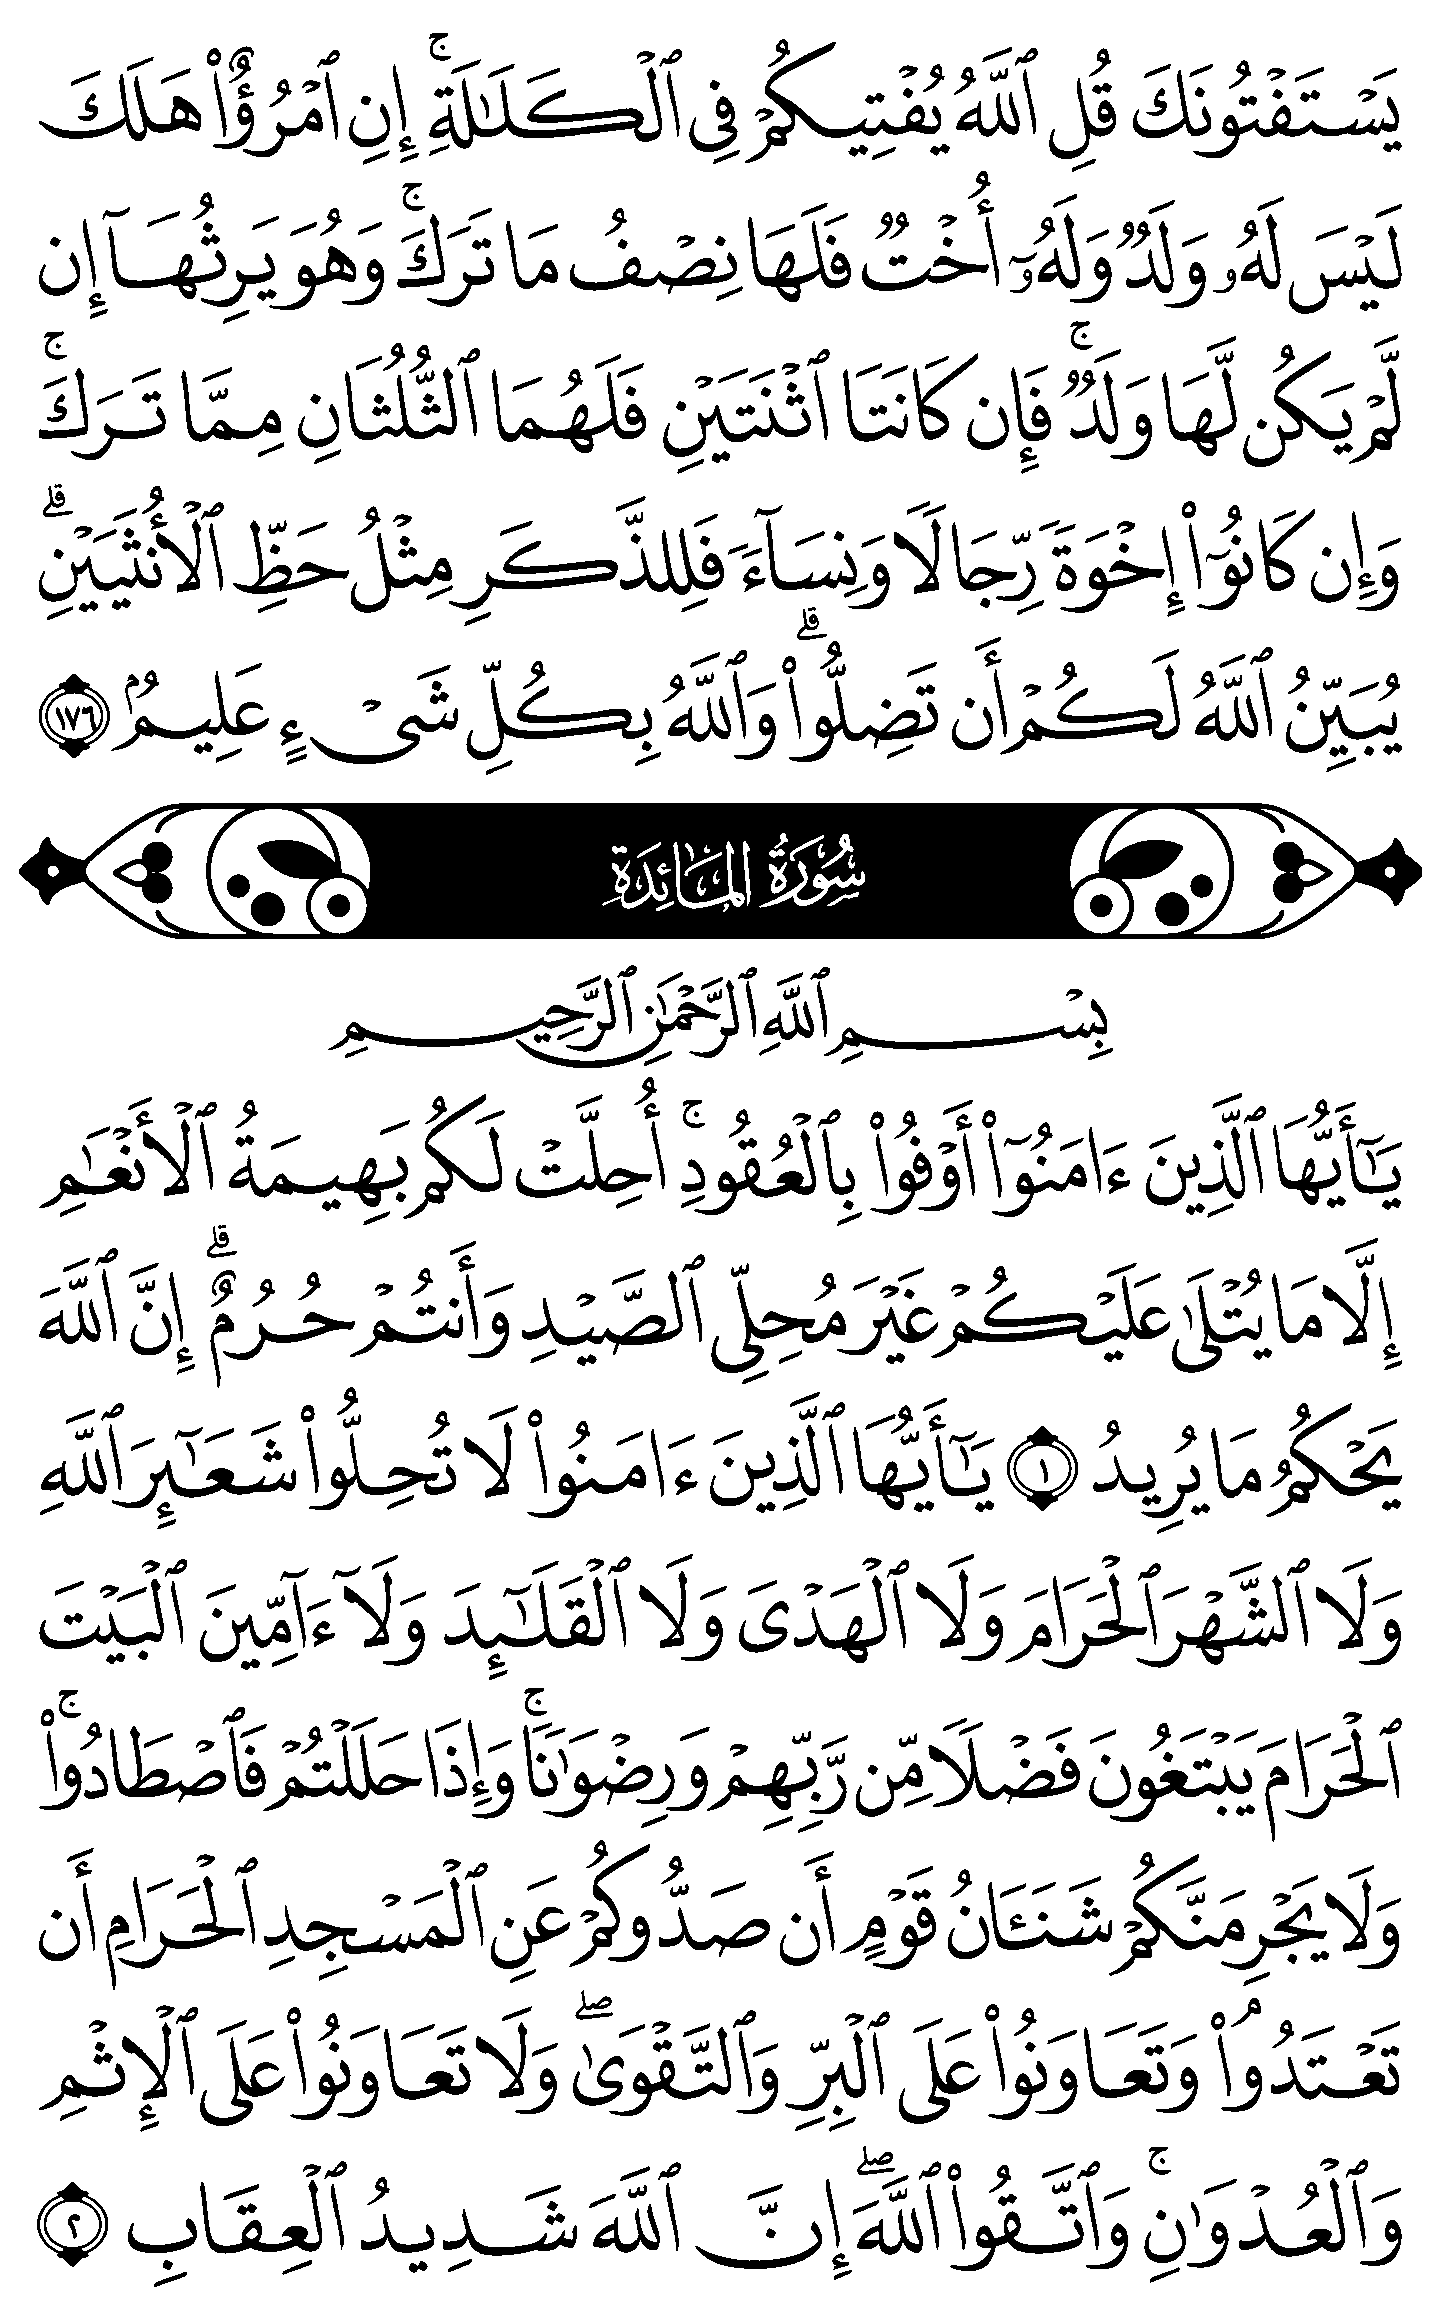 يَسۡتَفۡتُونَكَ قُلِ ٱللَّهُ يُفۡتِيكُمۡ فِى ٱلۡكَلَٰلَةِۚ إِنِ ٱمۡرُؤٌاْ هَلَكَ
لَيۡسَ لَهُۥ وَلَدٌ وَلَهُۥٓ أُخۡتٌ فَلَهَا نِصۡفُ مَا تَرَكَۚ وَهُوَ يَرِثُهَآ إِن
لَّمۡ يَكُن لَّهَا وَلَدٌۚ فَإِن كَانَتَا ٱثۡنَتَيۡنِ فَلَهُمَا ٱلثُّلُثَانِ مِمَّا تَرَكَۚ
وَإِن كَانُوٓاْ إِخۡوَةً رِّجَالًا وَنِسَآءً فَلِلذَّكَرِ مِثۡلُ حَظِّ ٱلۡأُنثَيَيۡنِۗ
يُبَيِّنُ ٱللَّهُ لَكُمۡ أَن تَضِلُّواْۗ وَٱللَّهُ بِكُلِّ شَىۡءٍ عَلِيمُۢ ١٧٦
سُورَةُ المَائِدَةِ
بِسۡمِ ٱللَّهِ ٱلرَّحۡمَٰنِ ٱلرَّحِيمِ
يَٰٓأَيُّهَا ٱلَّذِينَ ءَامَنُوٓاْ أَوۡفُواْ بِٱلۡعُقُودِۚ أُحِلَّتۡ لَكُم بَهِيمَةُ ٱلۡأَنۡعَٰمِ
إِلَّا مَا يُتۡلَىٰ عَلَيۡكُمۡ غَيۡرَ مُحِلِّى ٱلصَّيۡدِ وَأَنتُمۡ حُرُمٌۗ إِنَّ ٱللَّهَ
يَحۡكُمُ مَا يُرِيدُ ١ يَٰٓأَيُّهَا ٱلَّذِينَ ءَامَنُواْ لَا تُحِلُّواْ شَعَٰٓئِرَ ٱللَّهِ
وَلَا ٱلشَّهۡرَ ٱلۡحَرَامَ وَلَا ٱلۡهَدۡىَ وَلَا ٱلۡقَلَٰٓئِدَ وَلَآ ءَآمِّينَ ٱلۡبَيۡتَ
ٱلۡحَرَامَ يَبۡتَغُونَ فَضۡلًا مِّن رَّبِّهِمۡ وَرِضۡوَٰنًاۚ وَإِذَا حَلَلۡتُمۡ فَٱصۡطَادُواْۚ
وَلَا يَجۡرِمَنَّكُمۡ شَنَـَٔانُ قَوۡمٍ أَن صَدُّوكُمۡ عَنِ ٱلۡمَسۡجِدِ ٱلۡحَرَامِ أَن
تَعۡتَدُواْۘ وَتَعَاوَنُواْ عَلَى ٱلۡبِرِّ وَٱلتَّقۡوَىٰۖ وَلَا تَعَاوَنُواْ عَلَى ٱلۡإِثۡمِ
وَٱلۡعُدۡوَٰنِۚ وَٱتَّقُواْ ٱللَّهَۖ إِنَّ ٱللَّهَ شَدِيدُ ٱلۡعِقَابِ ٢